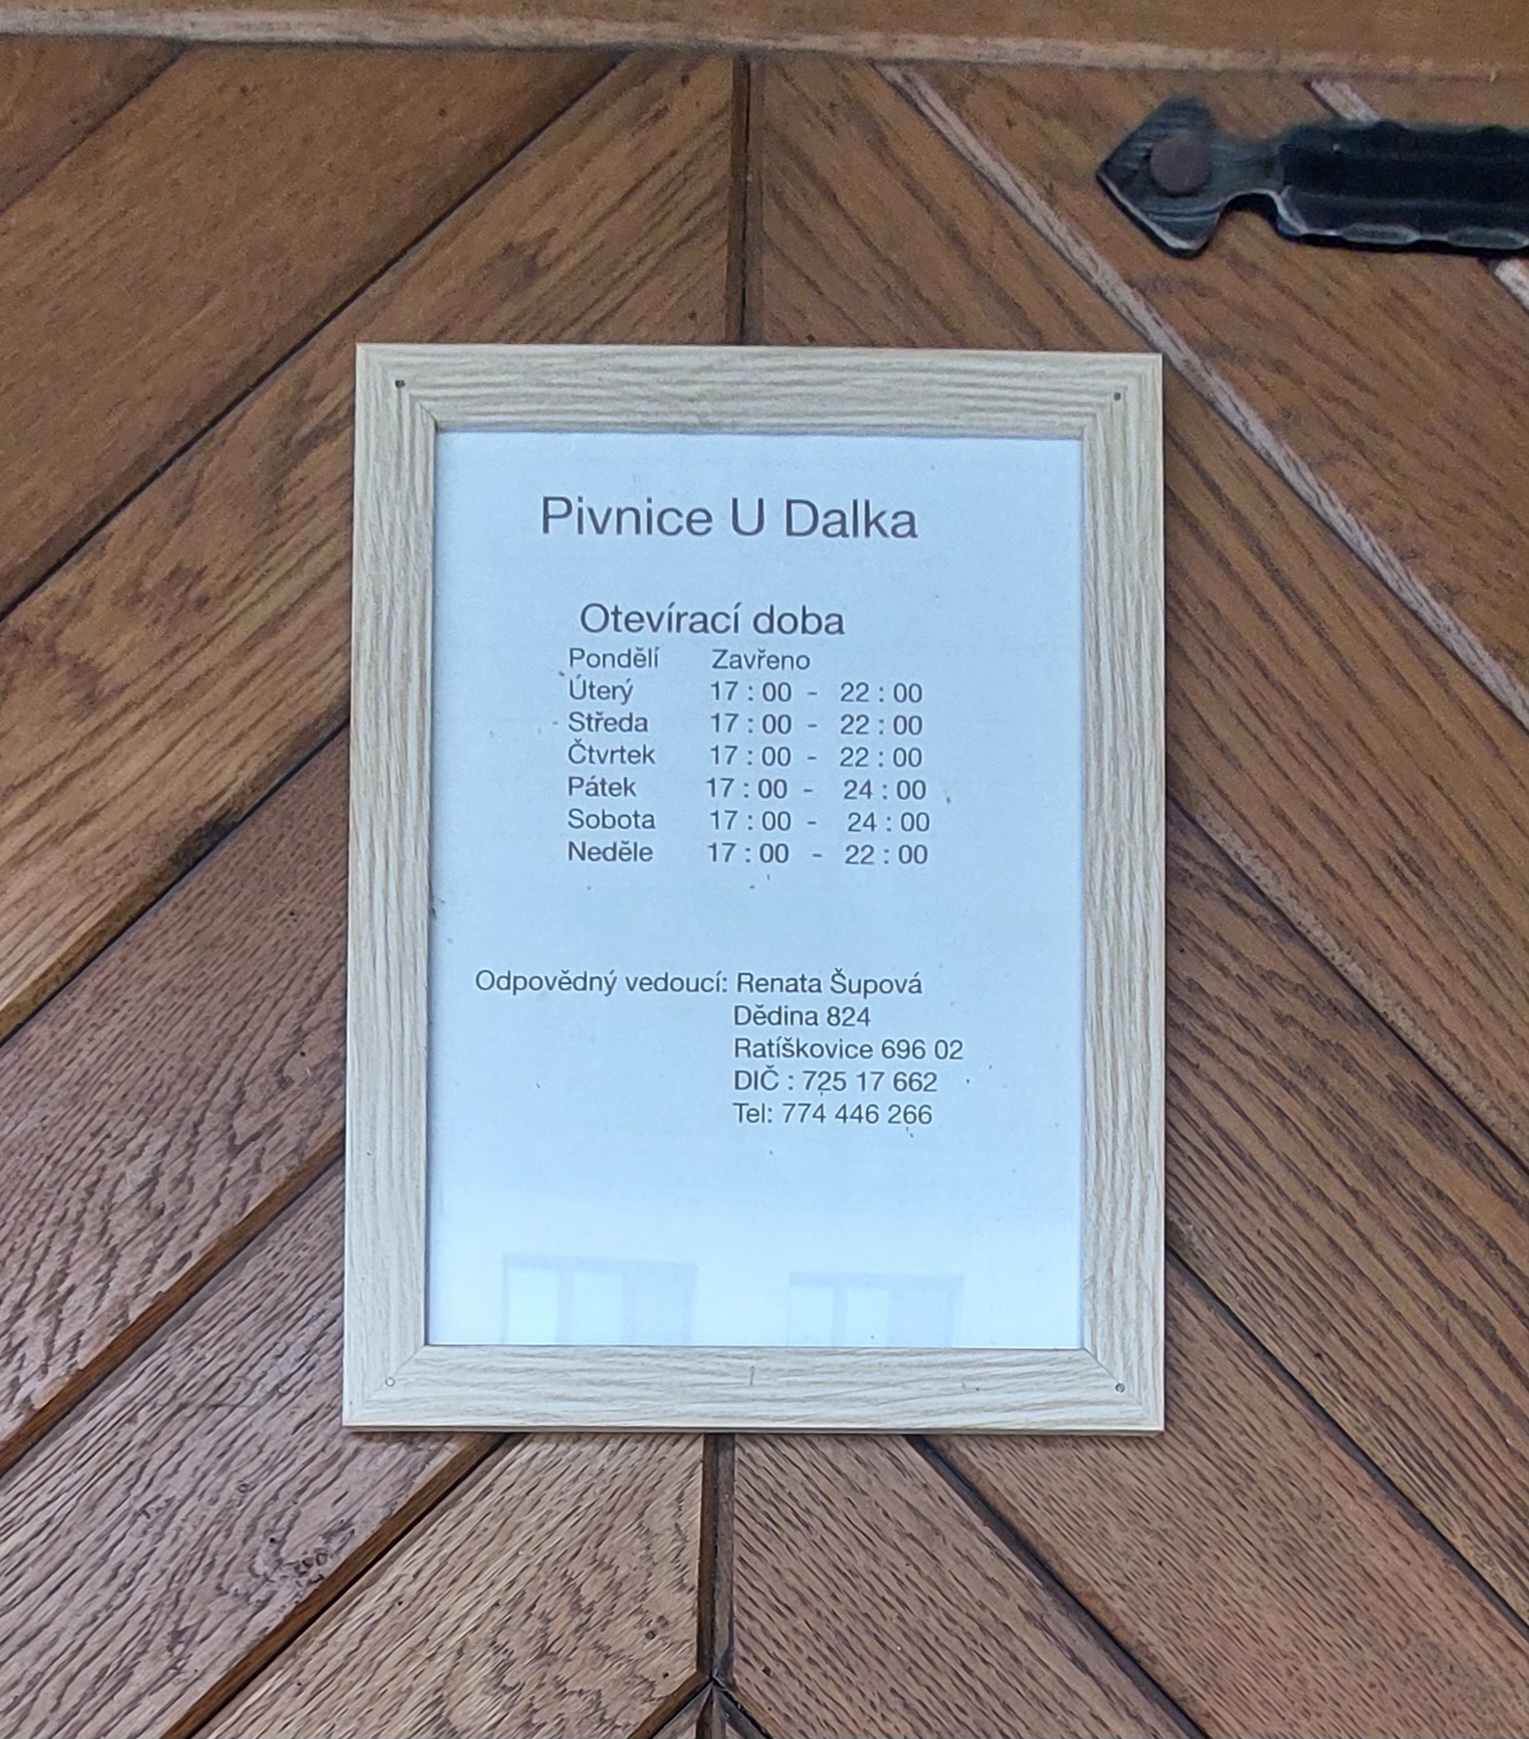 Pivnice U Dalka
Otevírací doba
Pondělí Zavřeno
Úterý 17 : 00 - 22 : 00
Středa 17 : 00 - 22 : 00
Čtvrtek 17 : 00 - 22 : 00
Pátek 17 : 00 - 24 : 00
Sobota 17 : 00 - 24 : 00
Neděle 17 : 00 - 22 : 00
Odpovědný vedoucí: Renata Šupová
Dědina 824
Ratíškovice 696 02
DIČ : 725 17 662
Tel: 774 446 266